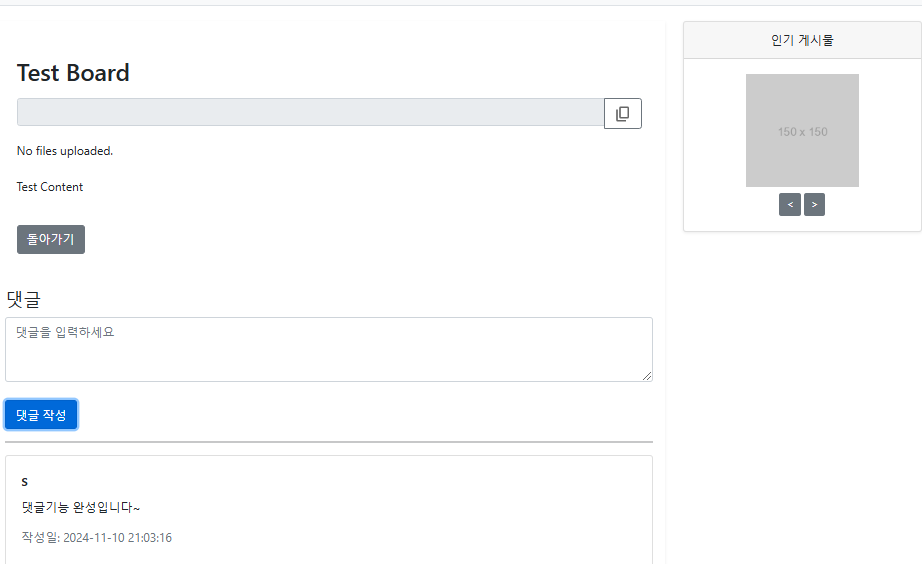 Test Board
No files uploaded.
Test Content
돌아가기
댓글
댓글을 입력하세요
댓글 작성
s
댓글기능 완성입니다~
작성일: 2024-11-10 21:03:16
인기 게시물
150 x 150
< >